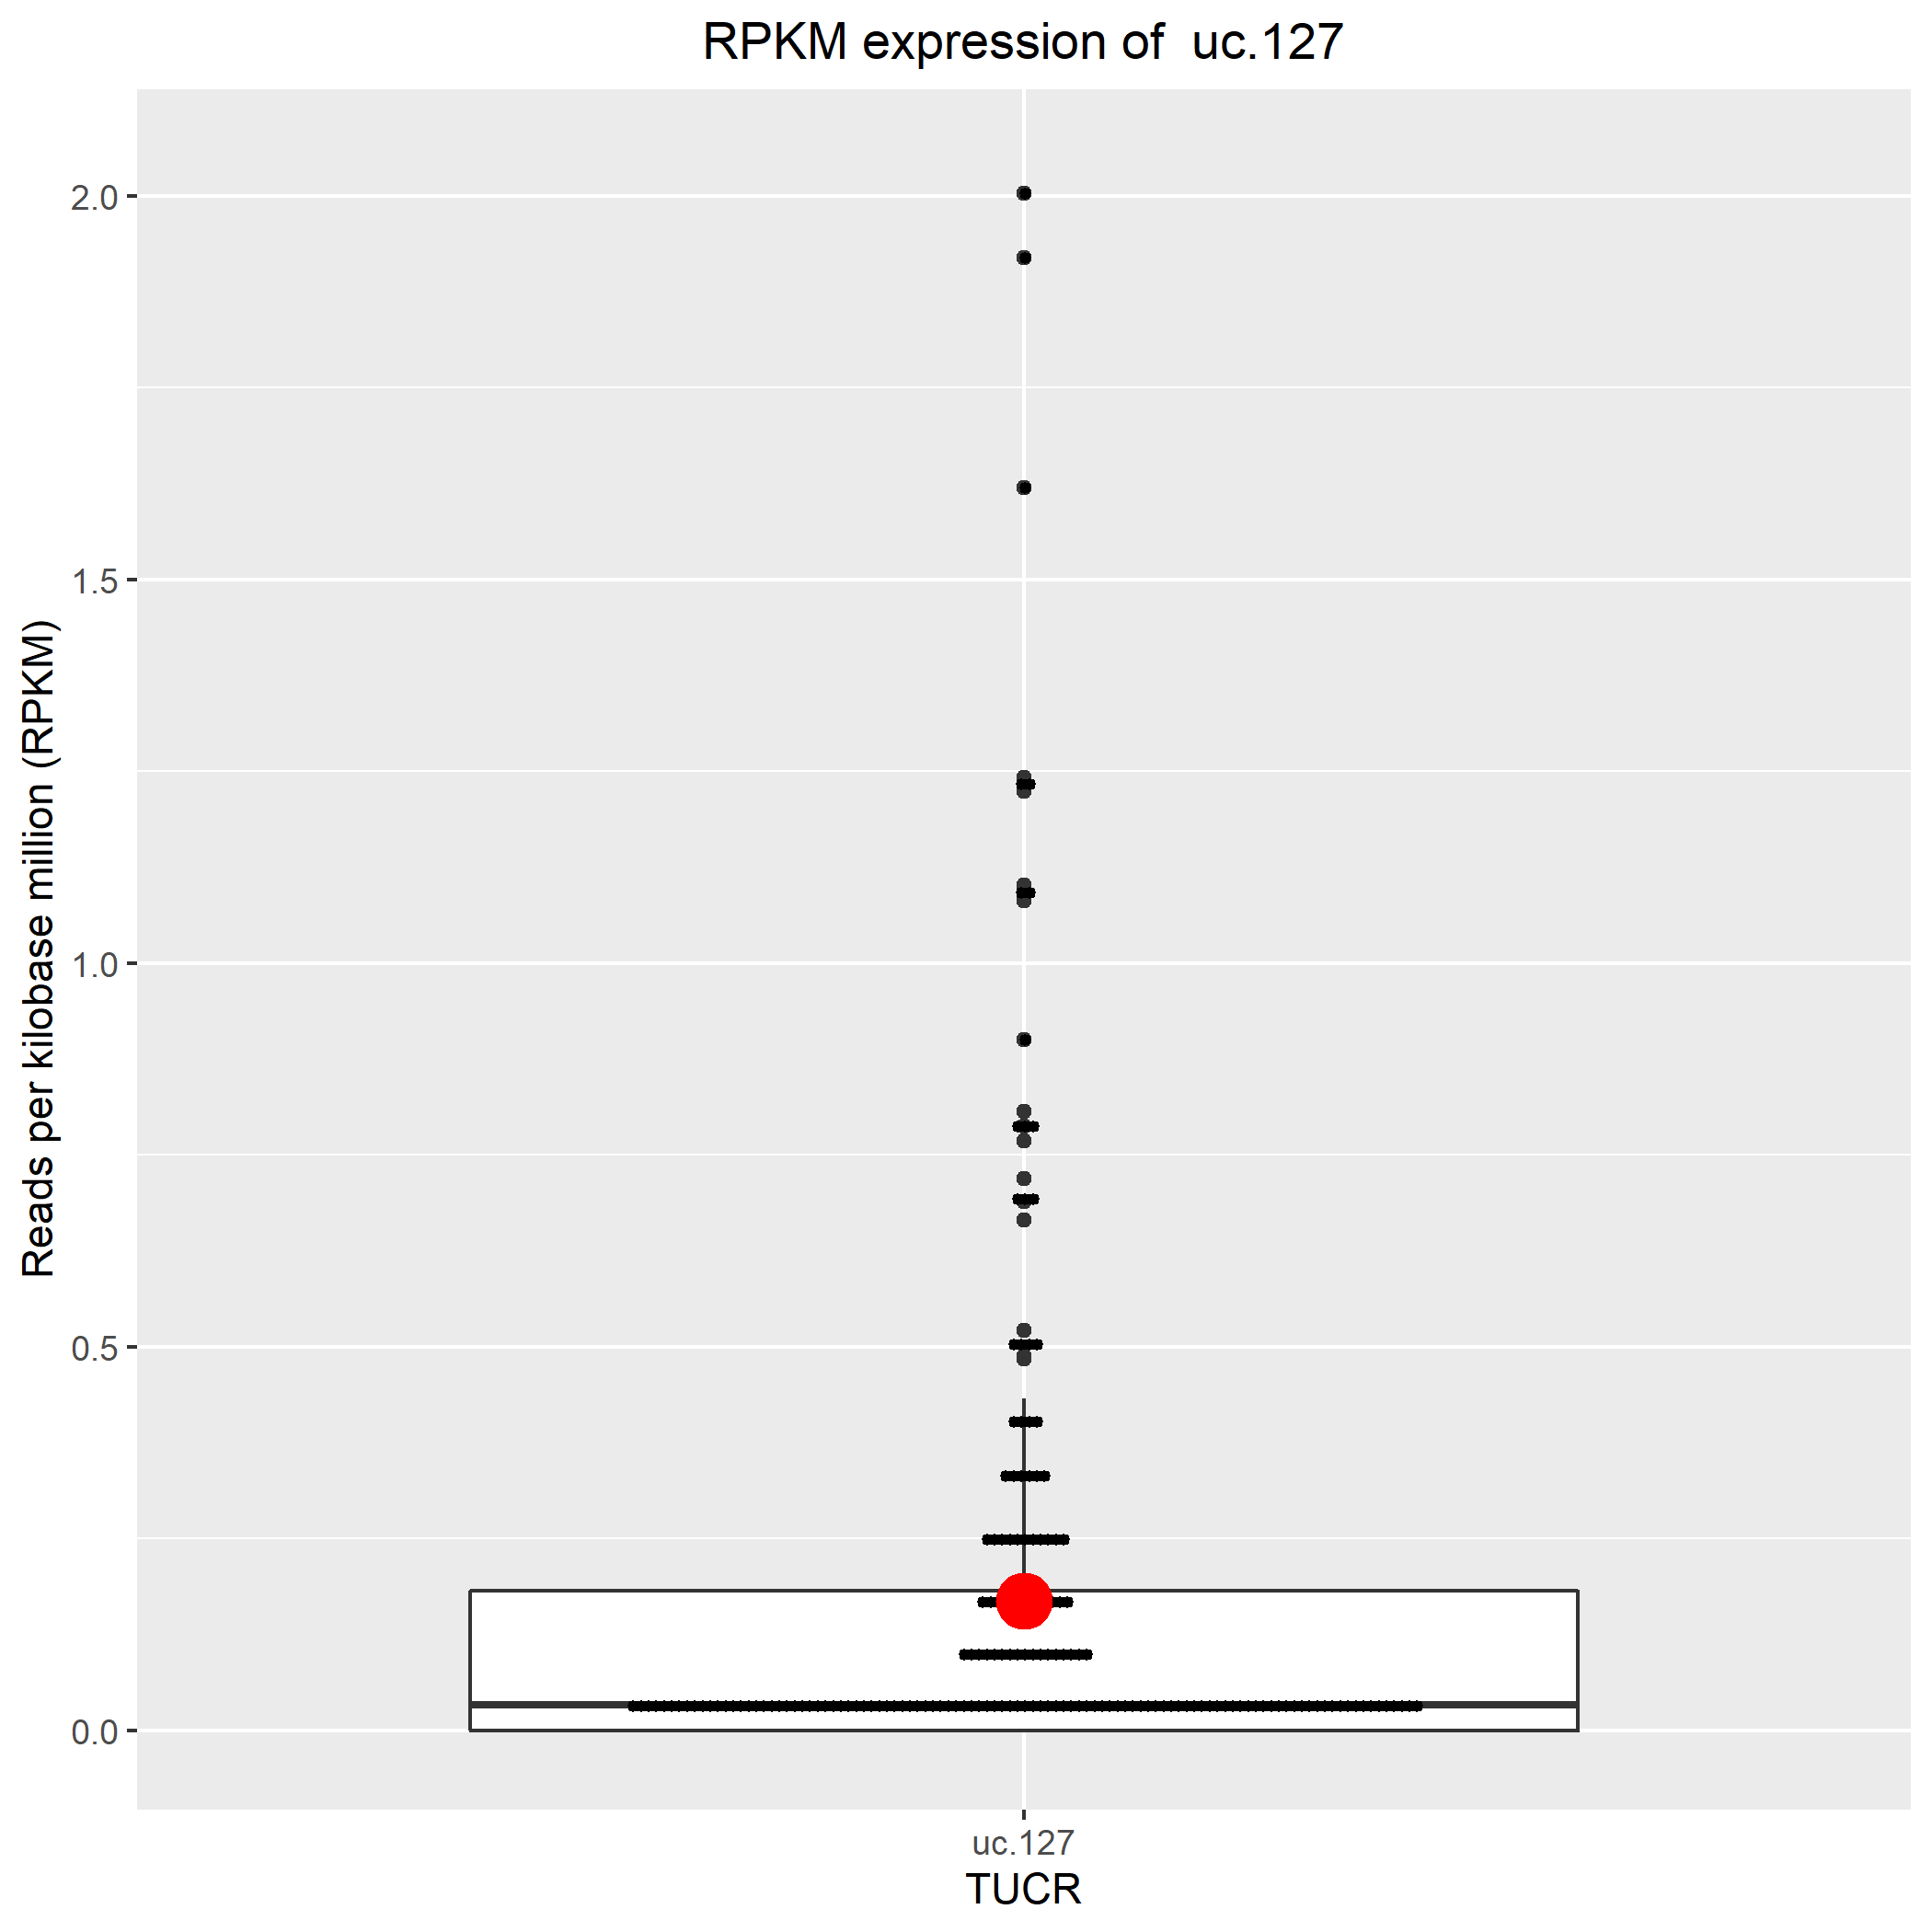 RPKM expression of  uc.127
Reads per kilobase million (RPKM)
2.0
1.5
1.0
0.5
0.0
uc.127
TUCR